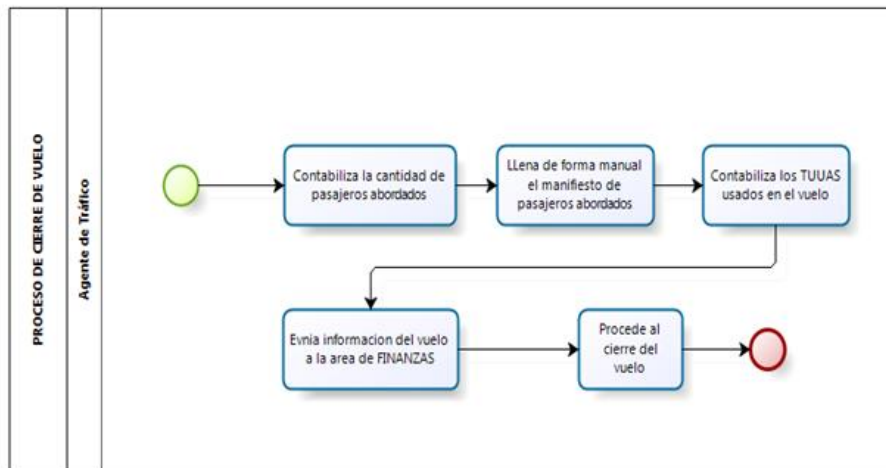 PROCESO DE CIERRE DE VUELO
Agente de Tráfico
Contabiliza la cantidad de
pasajeros abordados
LLena de forma manual
el manifiesto de
pasajeros abordados
Contabiliza los TUUAS
usados en el vuelo
Evnia informacion del vuelo
a la area de FINANZAS
Procede al
cierre del
vuelo